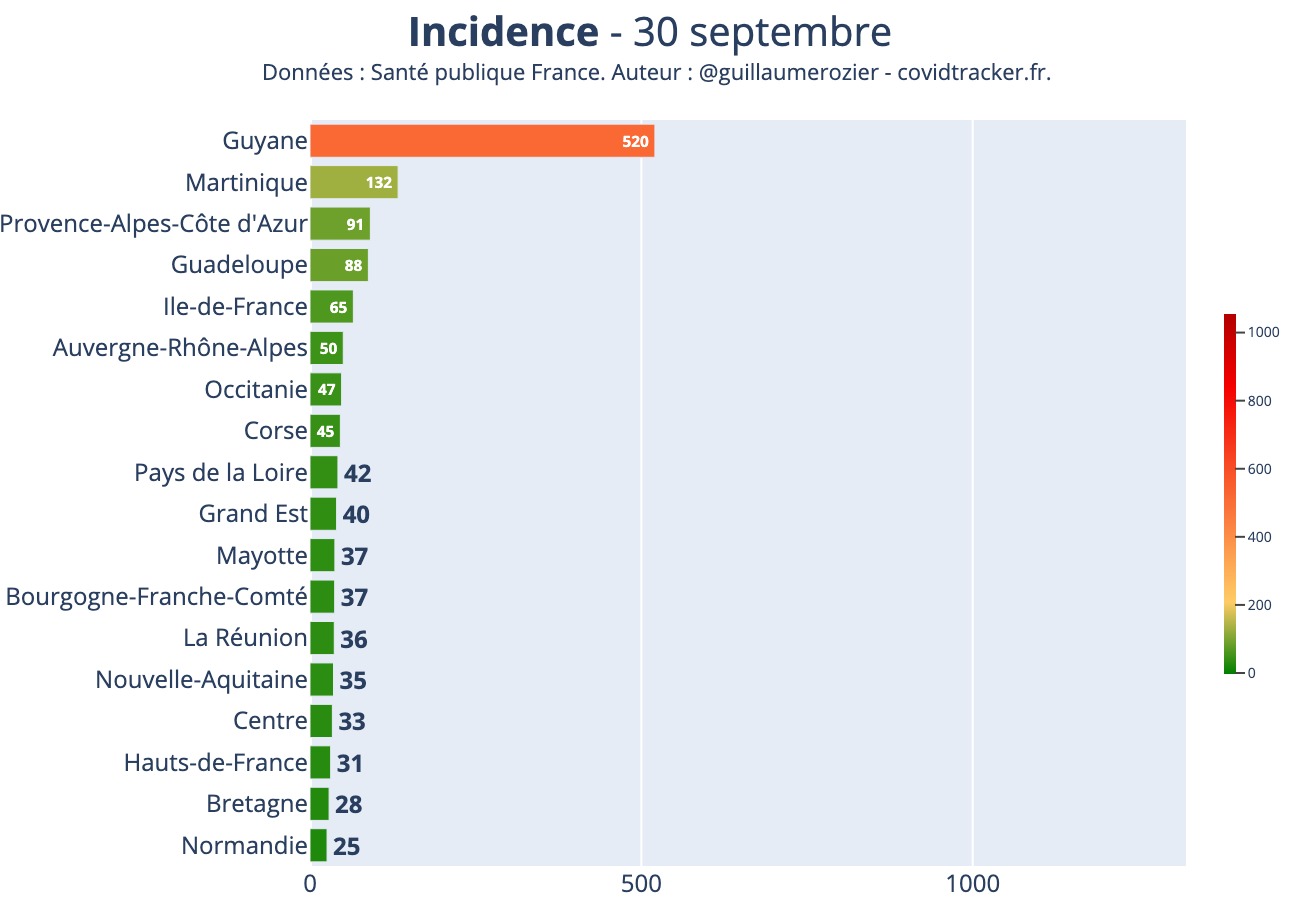 Incidence - 30 septembre
Données : Santé publique France. Auteur : @guillaumerozier - covidtracker.fr.
Guyane 520
Martinique 132
Provence-Alpes-Côte d'Azur 91
Guadeloupe 88
Ile-de-France 65
Auvergne-Rhône-Alpes 50
Occitanie 47
Corse 45
Pays de la Loire 42
Grand Est 40
Mayotte 37
Bourgogne-Franche-Comté 37
La Réunion 36
Nouvelle-Aquitaine 35
Centre 33
Hauts-de-France 31
Bretagne 28
Normandie 25
0 500 1000
1000
800
600
400
200
0